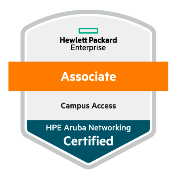 Hewlett Packard
Enterprise
Associate
Campus Access
HPE Aruba Networking
Certified